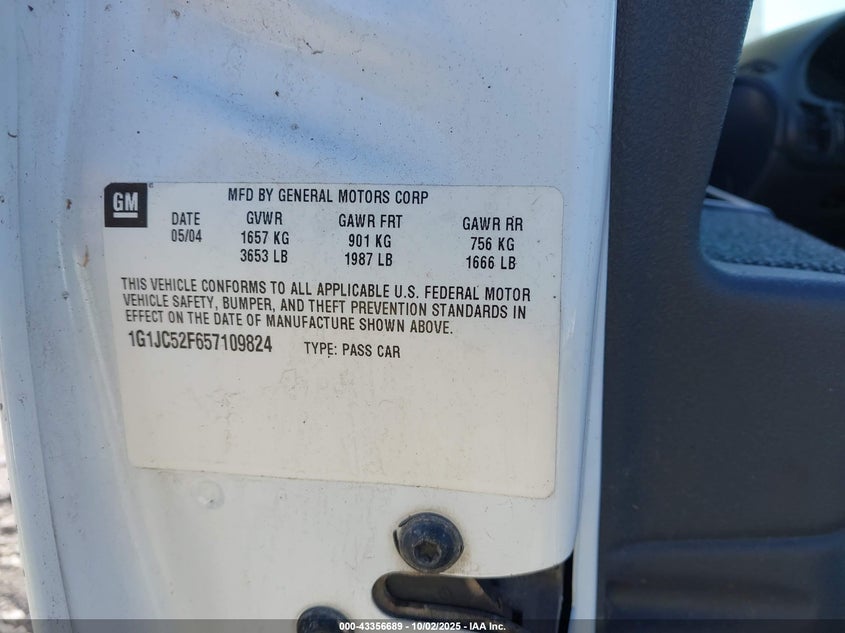 GM
MFD BY GENERAL MOTORS CORP
DATE GVWR GAWR FRT GAWR RR
05/04 1657 KG 901 KG 756 KG
3653 LB 1987 LB 1666 LB
THIS VEHICLE CONFORMS TO ALL APPLICABLE U.S. FEDERAL MOTOR
VEHICLE SAFETY, BUMPER, AND THEFT PREVENTION STANDARDS IN
EFFECT ON THE DATE OF MANUFACTURE SHOWN ABOVE.
1G1JC52F657109824 TYPE: PASS CAR
000-43356689 - 10/02/2025 - IAA Inc.